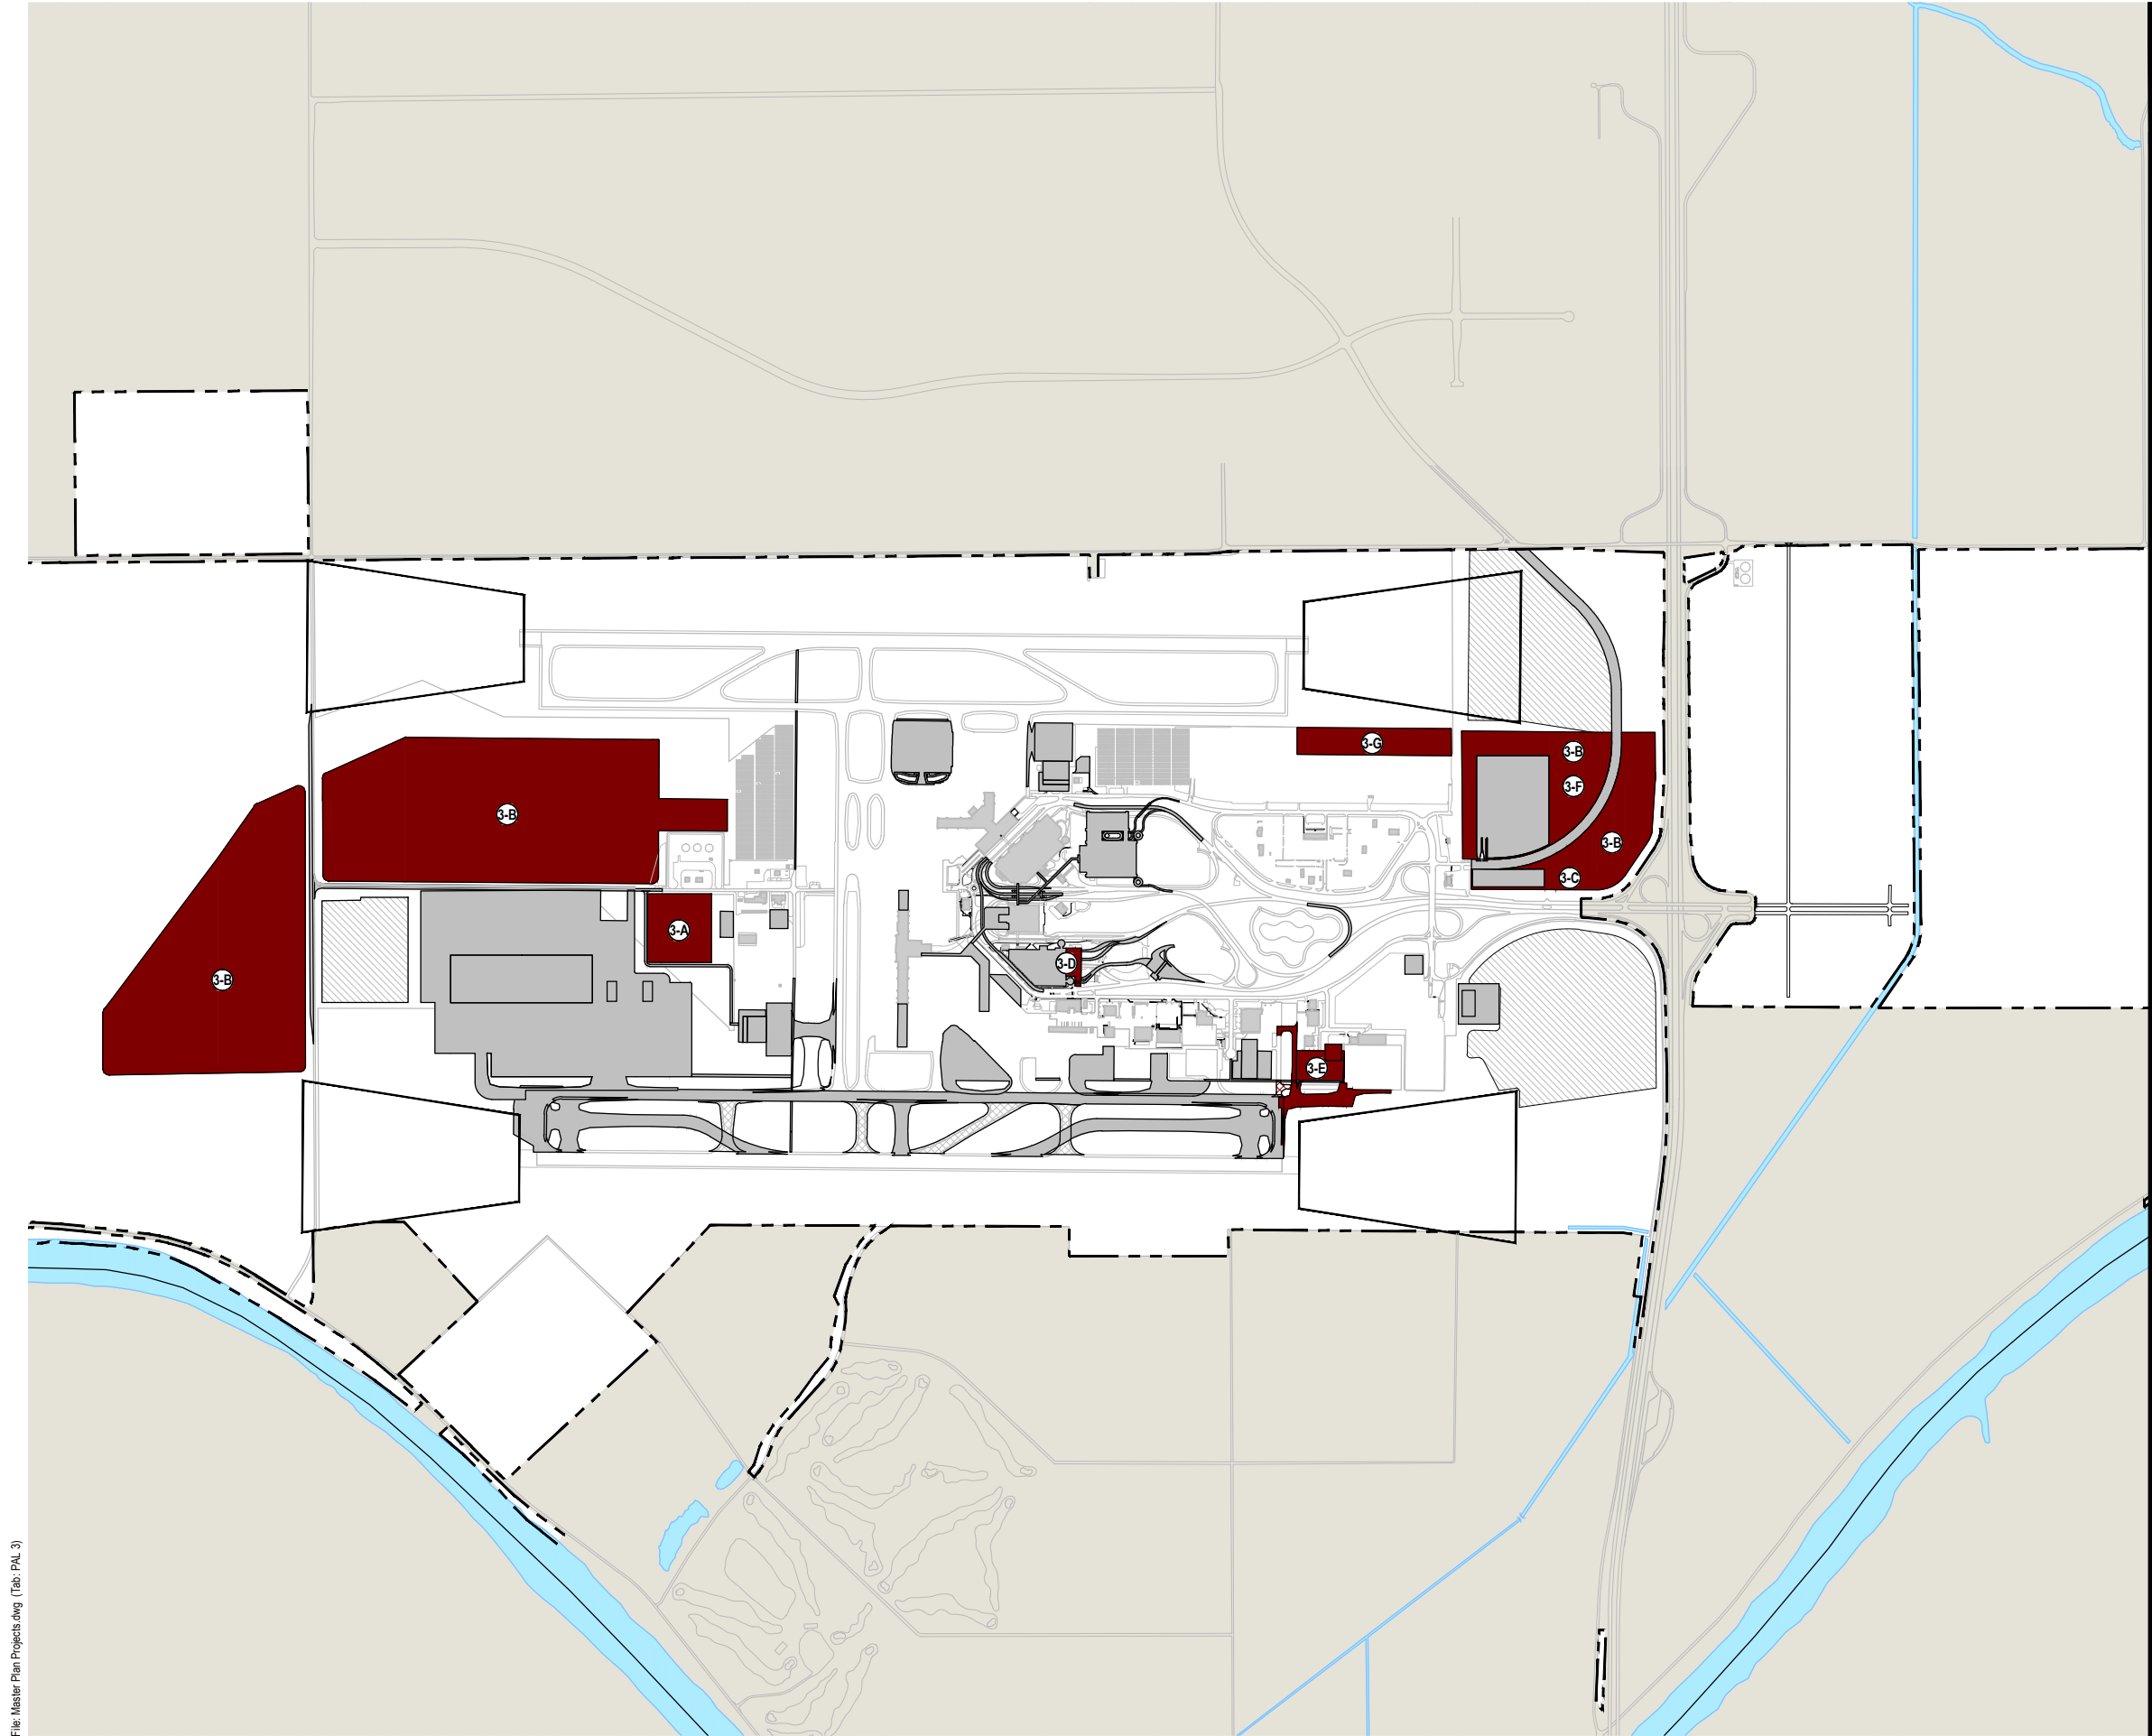 3-G
3-B
3-F
3-B
3-B
3-C
3-A
3-D
3-B
3-E
File: Master Plan Projects.dwg (Tab: PAL 3)